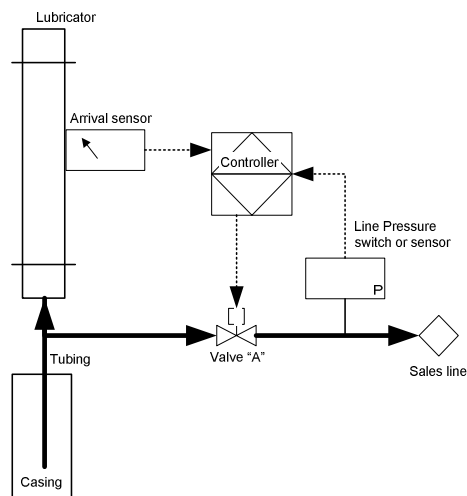 Lubricator
Arrival sensor
Controller
Line Pressure
switch or sensor
P
Valve “A”
Tubing
Sales line
Casing